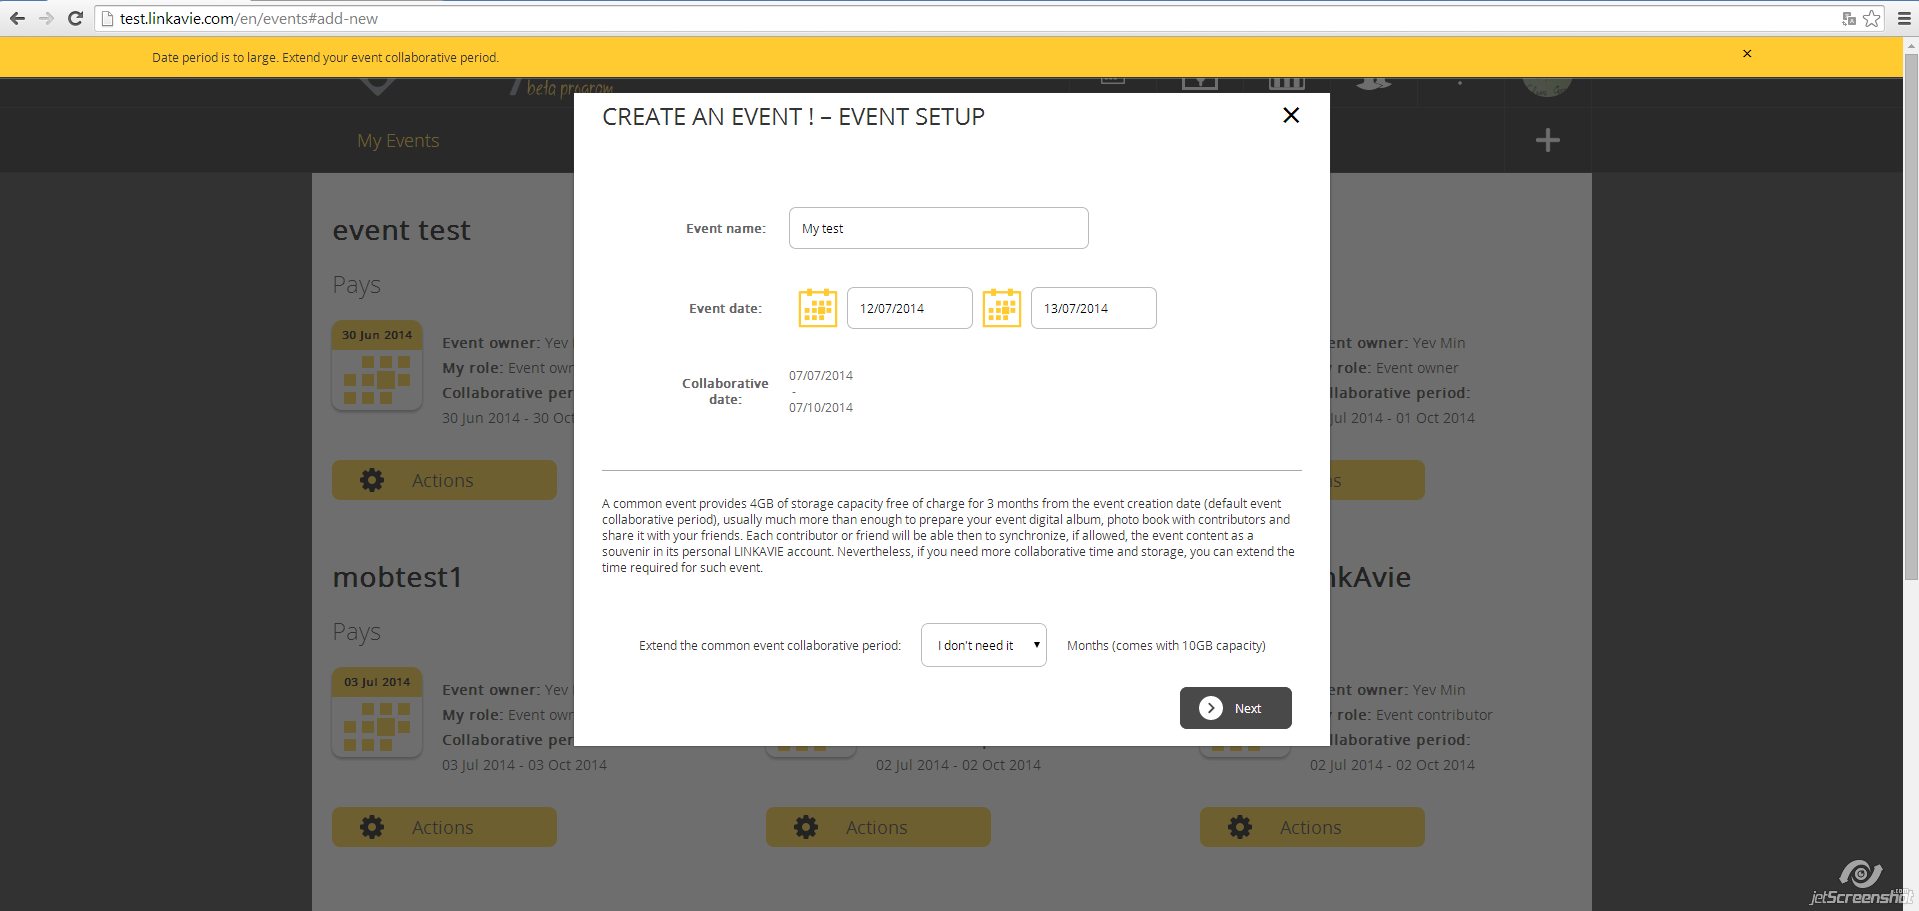 test.linkavie.com/en/events#add-new
Date period is to large. Extend your event collaborative period.
beta program
My Events
CREATE AN EVENT ! – EVENT SETUP
Event name:
My test
Event date:
12/07/2014
13/07/2014
Collaborative
date:
07/07/2014
-
07/10/2014
A common event provides 4GB of storage capacity free of charge for 3 months from the event creation date (default event
collaborative period), usually much more than enough to prepare your event digital album, photo book with contributors and
share it with your friends. Each contributor or friend will be able then to synchronize, if allowed, the event content as a
souvenir in its personal LINKAVIE account. Nevertheless, if you need more collaborative time and storage, you can extend the
time required for such event.
Extend the common event collaborative period:
I don't need it
Months (comes with 10GB capacity)
Next
event test
Pays
30 Jun 2014
Event owner: Yev
My role: Event own
Collaborative per
30 Jun 2014 - 30 Oct
Actions
ent owner: Yev Min
role: Event owner
llaborative period:
Jul 2014 - 01 Oct 2014
ns
mobtest1
Pays
03 Jul 2014
Event owner: Yev
My role: Event own
Collaborative per
03 Jul 2014 - 03 Oct 2014
Actions
02 Jul 2014 - 02 Oct 2014
Actions
nkAvie
ent owner: Yev Min
role: Event contributor
llaborative period:
02 Jul 2014 - 02 Oct 2014
Actions
jetScreenshot
.com